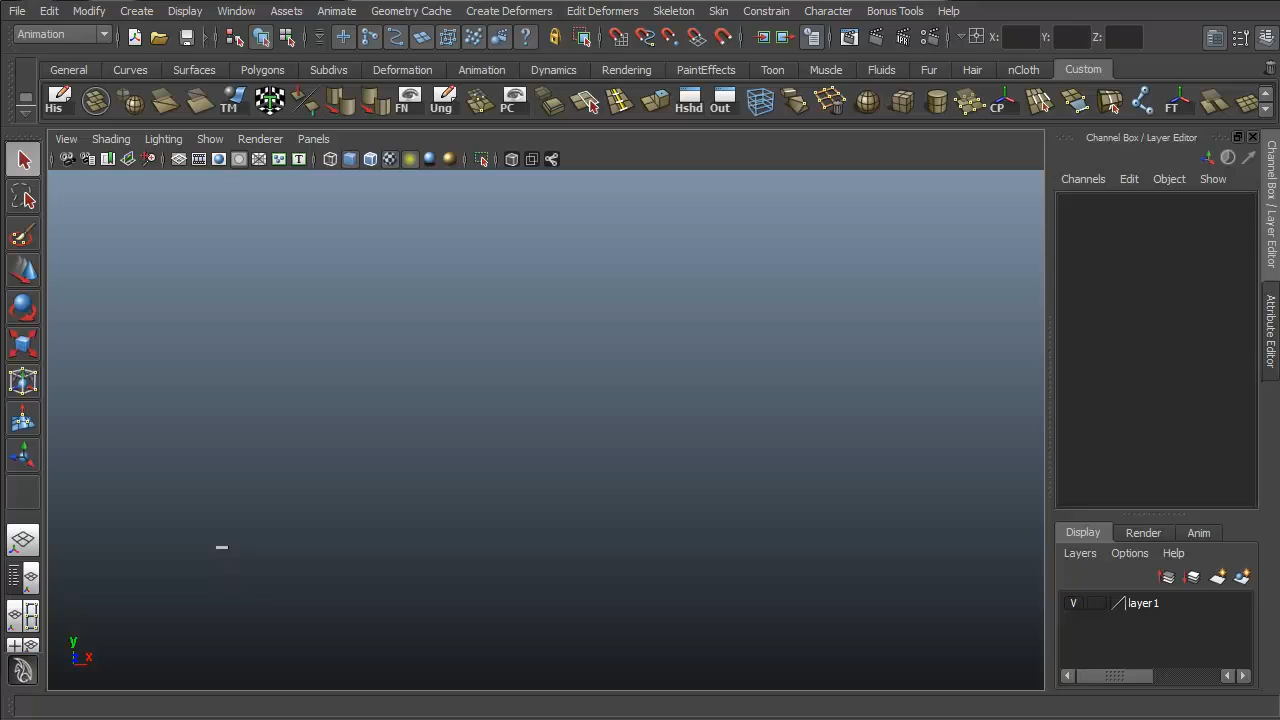 File Edit Modify Create Display Window Assets Animate Geometry Cache Create Deformers Edit Deformers Skeleton Skin Constrain Character Bonus Tools Help
Animation X: Y: Z:
General Curves Surfaces Polygons Subdivs Deformation Animation Dynamics Rendering PaintEffects Toon Muscle Fluids Fur Hair nCloth Custom
His TM FN Ung PC Hshd Out CP FT
View Shading Lighting Show Renderer Panels
Channel Box / Layer Editor
Channels Edit Object Show
Channel Box / Layer Editor
Attribute Editor
Display Render Anim
Layers Options Help
V layer1
y
x